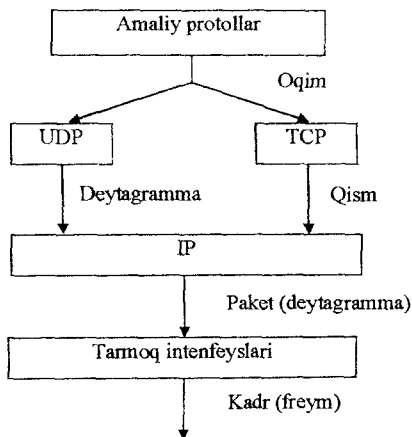 Amaliy protollar
Oqim
UDP
TCP
Deytagramma
Qism
IP
Paket (deytagramma)
Tarmoq intenfeyslari
Kadr (freym)